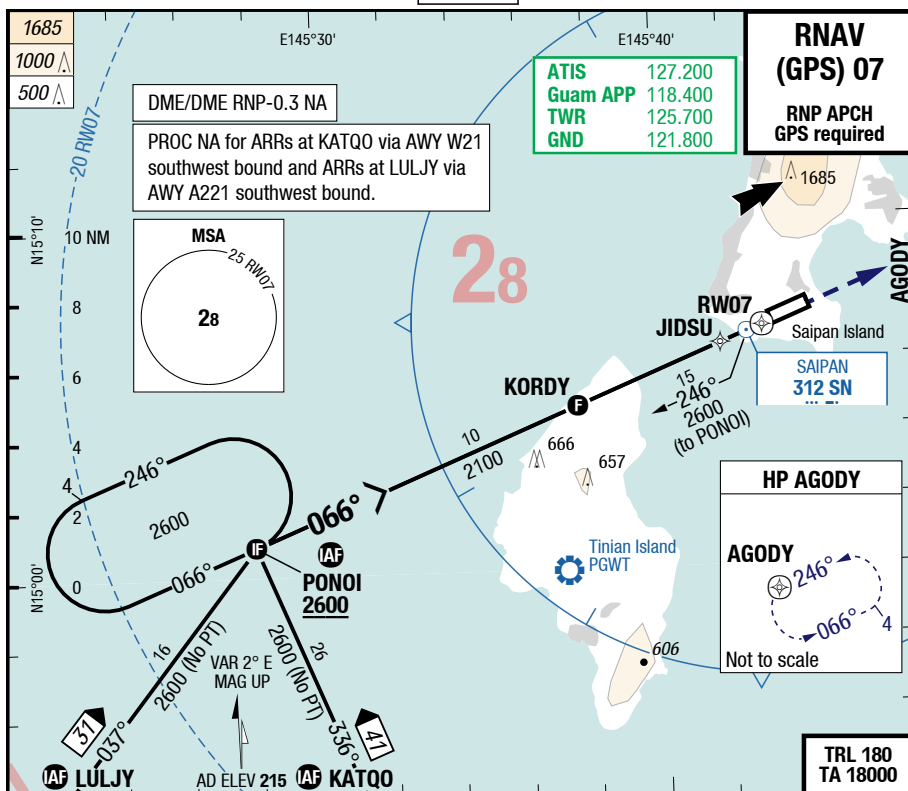 1685
1000
500
E145°30'
E145°40'
RNAV
(GPS) 07
RNP APCH
GPS required
ATIS 127.200
Guam APP 118.400
TWR 125.700
GND 121.800
20 RW07
DME/DME RNP-0.3 NA
PROC NA for ARRs at KATQO via AWY W21
southwest bound and ARRs at LULJY via
AWY A221 southwest bound.
1685
N15°10'
10 NM
8
6
4
2
0
N15°00'
MSA
25 RW07
28
28
AGODY
RW07
JIDSU
Saipan Island
SAIPAN
312 SN
KORDY
F
15
246°
2600
(to PONOI)
10
2100
666
657
246°
4
2600
066°
066°
IF
IAF
PONOI
2600
Tinian Island
PGWT
HP AGODY
AGODY
246°
066°
4
Not to scale
606
16
2600 (No PT)
26
2600 (No PT)
VAR 2° E
MAG UP
31
037°
41
336°
IAF LULJY
AD ELEV 215
IAF KATQO
TRL 180
TA 18000